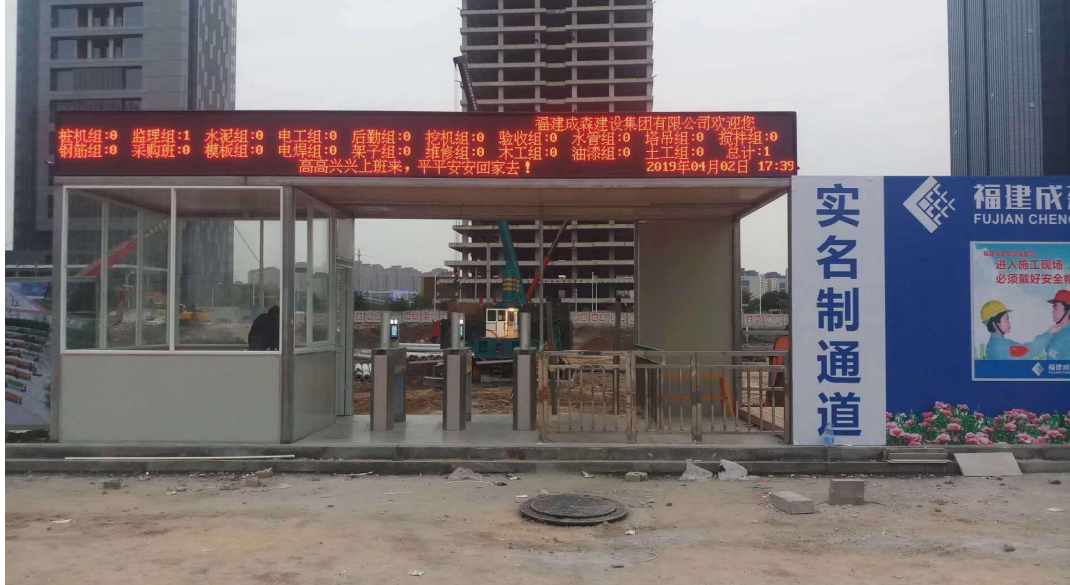 福建成森建设集团有限公司欢迎您
桩机组:0 监理组:1 水泥组:0 电工组:0 后勤组:0 挖机组:0 验收组:0 水管组:0 塔吊组:0 搅拌组:0
钢筋组:0 采购班:0 模板组:0 电焊组:0 架子组:0 维修组:0 木工组:0 油漆组:0 土工组:0 总计:1
高高兴兴上班来，平平安安回家去！ 2019年04月02日 17:39
实名制通道
福建成
FUJIAN CHENG
进入施工现场
必须戴好安全帽
福建成